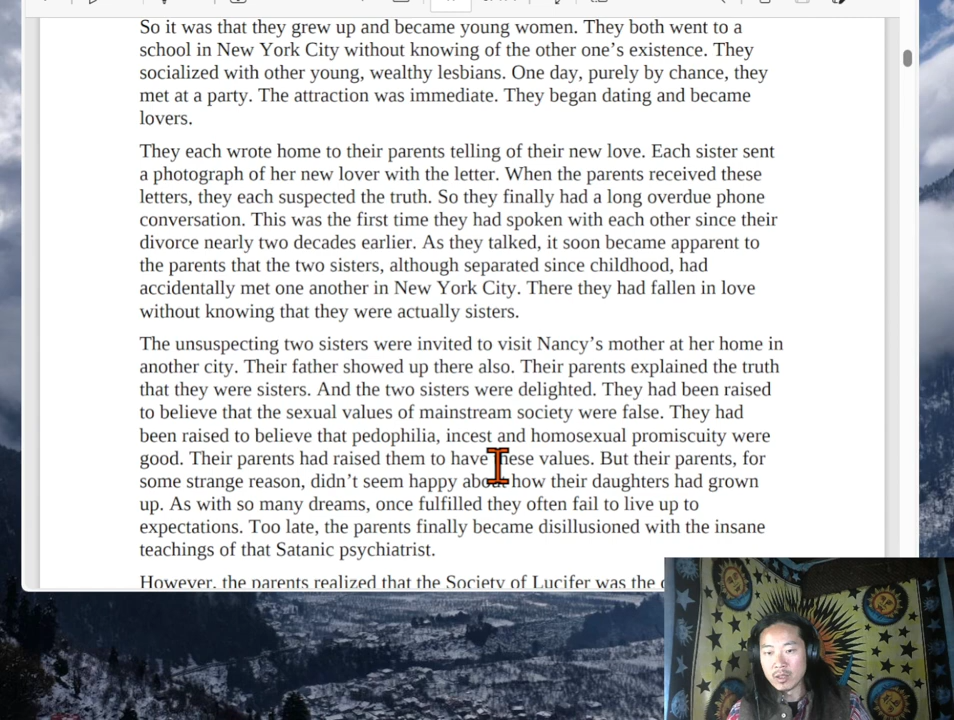 So it was that they grew up and became young women. They both went to a
school in New York City without knowing of the other one's existence. They
socialized with other young, wealthy lesbians. One day, purely by chance, they
met at a party. The attraction was immediate. They began dating and became
lovers.
They each wrote home to their parents telling of their new love. Each sister sent
a photograph of her new lover with the letter. When the parents received these
letters, they each suspected the truth. So they finally had a long overdue phone
conversation. This was the first time they had spoken with each other since their
divorce nearly two decades earlier. As they talked, it soon became apparent to
the parents that the two sisters, although separated since childhood, had
accidentally met one another in New York City. There they had fallen in love
without knowing that they were actually sisters.
The unsuspecting two sisters were invited to visit Nancy's mother at her home in
another city. Their father showed up there also. Their parents explained the truth
that they were sisters. And the two sisters were delighted. They had been raised
to believe that the sexual values of mainstream society were false. They had
been raised to believe that pedophilia, incest and homosexual promiscuity were
good. Their parents had raised them to have these values. But their parents, for
some strange reason, didn't seem happy about how their daughters had grown
up. As with so many dreams, once fulfilled they often fail to live up to
expectations. Too late, the parents finally became disillusioned with the insane
teachings of that Satanic psychiatrist.
However, the parents realized that the Society of Lucifer was the